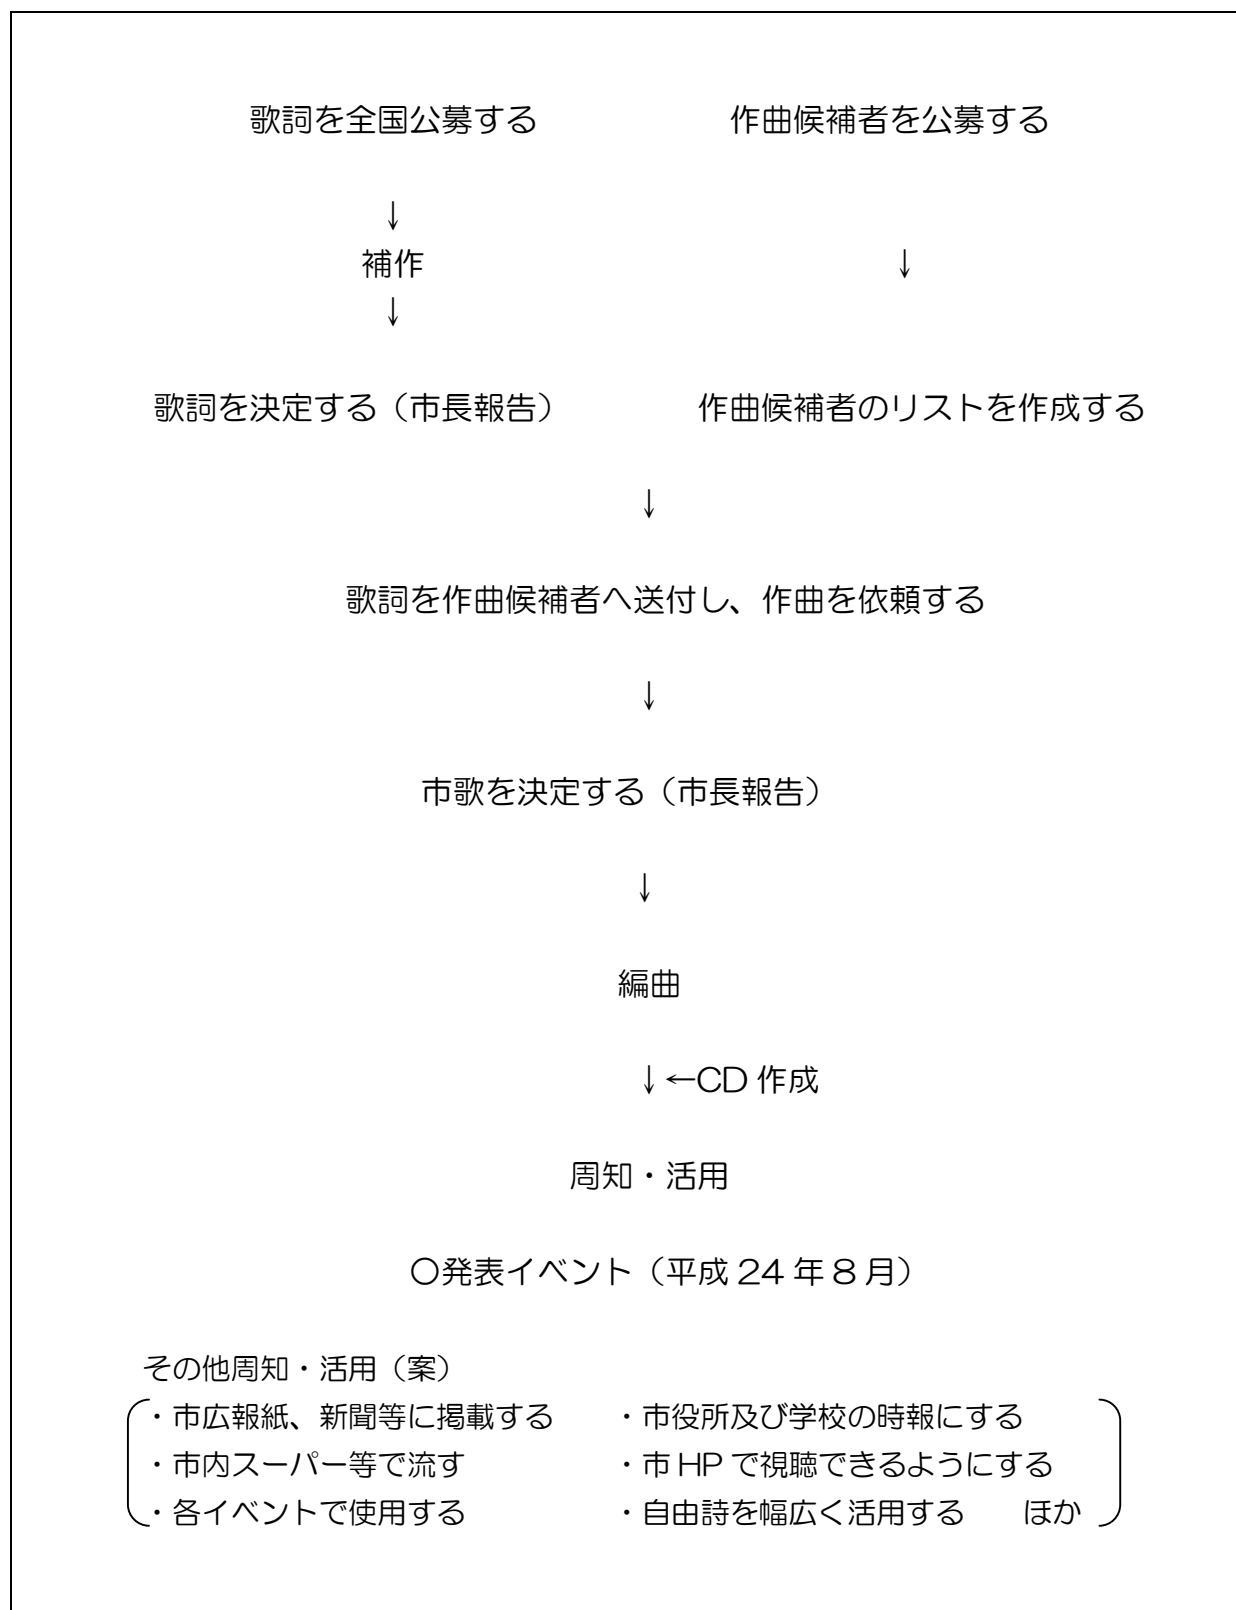 歌詞を全国公募する　　作曲候補者を公募する
↓
補作　　↓
↓
歌詞を決定する（市長報告）　　作曲候補者のリストを作成する
↓
歌詞を作曲候補者へ送付し、作曲を依頼する
↓
市歌を決定する（市長報告）
↓
編曲
↓←CD 作成
周知・活用
○発表イベント（平成 24 年 8 月）
その他周知・活用（案）
・市広報紙、新聞等に掲載する　　・市役所及び学校の時報にする
・市内スーパー等で流す　　・市 HP で視聴できるようにする
・各イベントで使用する　　・自由詩を幅広く活用する　　ほか